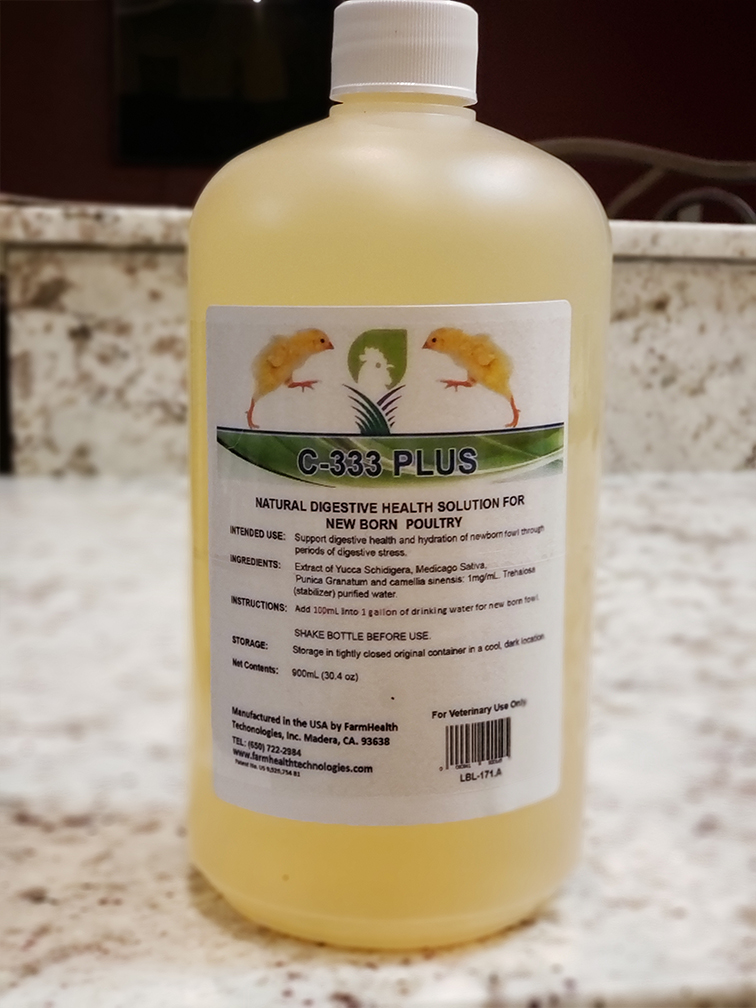 C-333 PLUS
NATURAL DIGESTIVE HEALTH SOLUTION FOR
NEW BORN POULTRY
INTENDED USE: Support digestive health and hydration of newborn fowl through
periods of digestive stress.
INGREDIENTS: Extract of Yucca Schidigera, Medicago Sativa,
Punica Granatum and camellia sinensis: 1mg/mL. Trehalose
(stabilizer) purified water.
INSTRUCTIONS: Add 100mL into 1 gallon of drinking water for new born fowl.
SHAKE BOTTLE BEFORE USE.
STORAGE: Storage in tightly closed original container in a cool, dark location.
Net Contents: 900mL (30.4 oz)
For Veterinary Use Only
Manufactured in the USA by FarmHealth
Techonologies, Inc. Madera, CA. 93638
TEL: (650) 722-2984
www.farmhealthtechnologies.com
Patent No. US
LBL-171.A